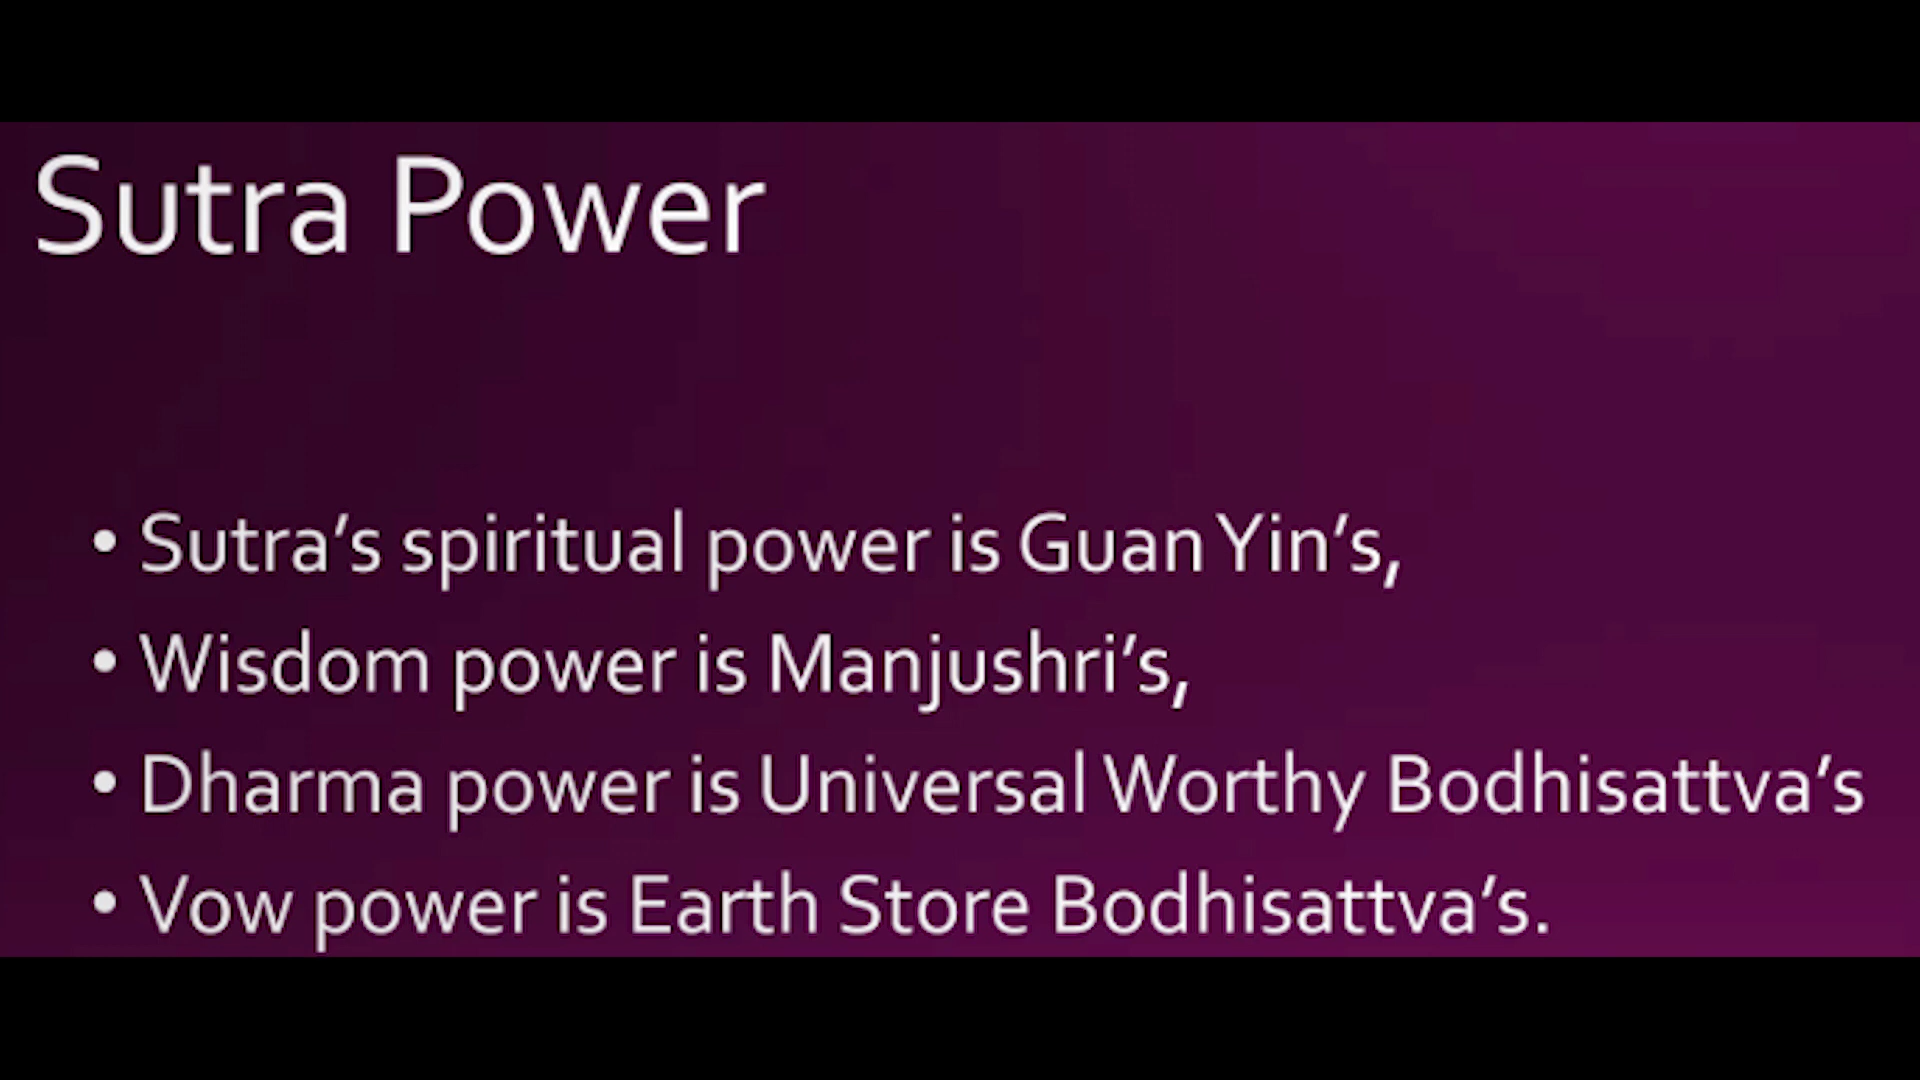 Sutra Power
• Sutra’s spiritual power is Guan Yin’s,
• Wisdom power is Manjushri’s,
• Dharma power is Universal Worthy Bodhisattva’s
• Vow power is Earth Store Bodhisattva’s.